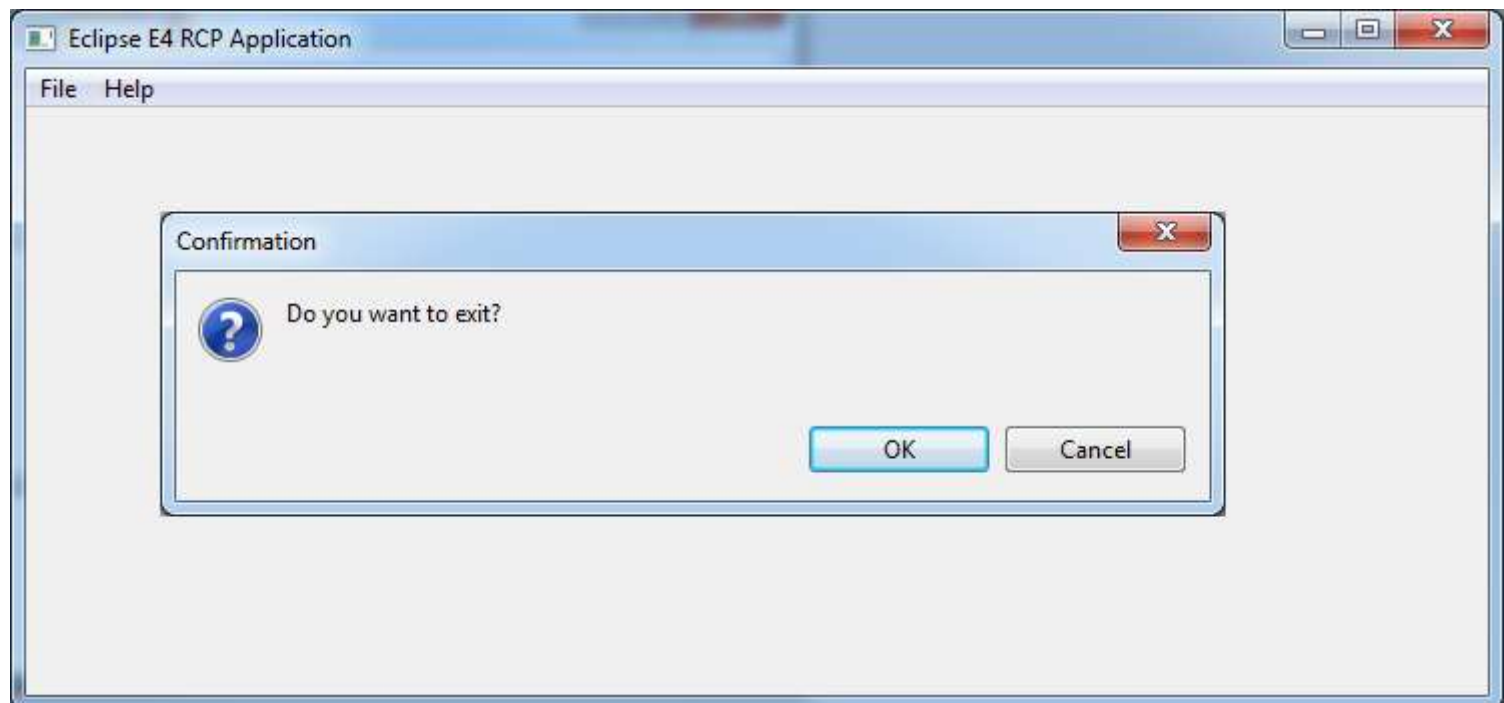 Eclipse E4 RCP Application
File Help
Confirmation
Do you want to exit?
OK Cancel